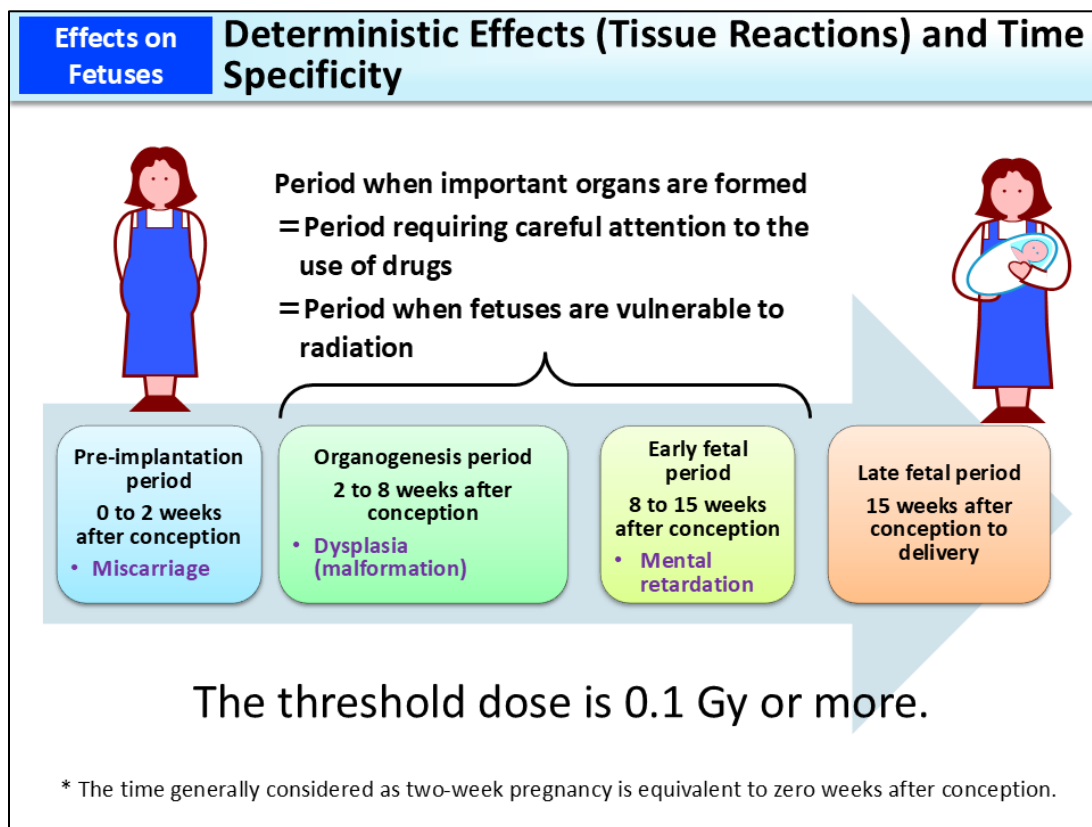 Effects on
Fetuses
Deterministic Effects (Tissue Reactions) and Time
Specificity
Period when important organs are formed
=Period requiring careful attention to the
use of drugs
=Period when fetuses are vulnerable to
radiation
Pre-implantation
period
0 to 2 weeks
after conception
• Miscarriage
Organogenesis period
2 to 8 weeks after
conception
• Dysplasia
(malformation)
Early fetal
period
8 to 15 weeks
after conception
• Mental
retardation
Late fetal period
15 weeks after
conception to
delivery
The threshold dose is 0.1 Gy or more.
* The time generally considered as two-week pregnancy is equivalent to zero weeks after conception.